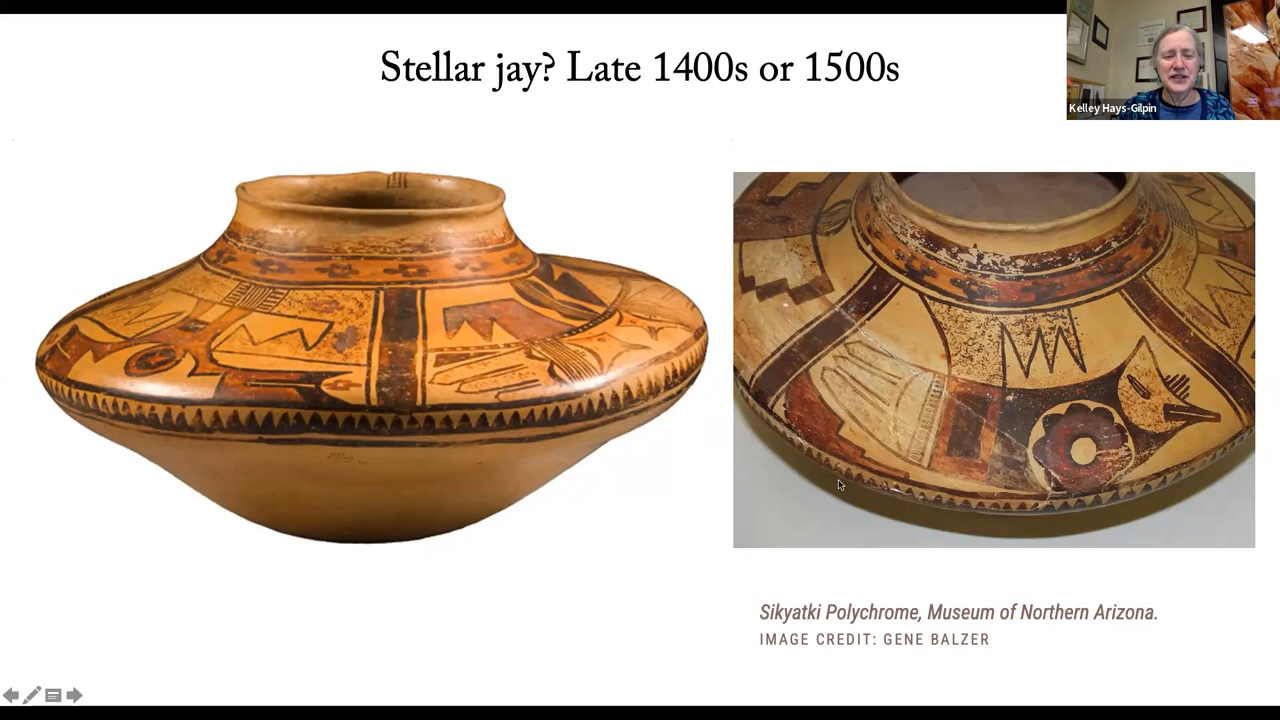 Stellar jay? Late 1400s or 1500s
Kelley Hays-Gilpin
Sikyatki Polychrome, Museum of Northern Arizona.
IMAGE CREDIT: GENE BALZER